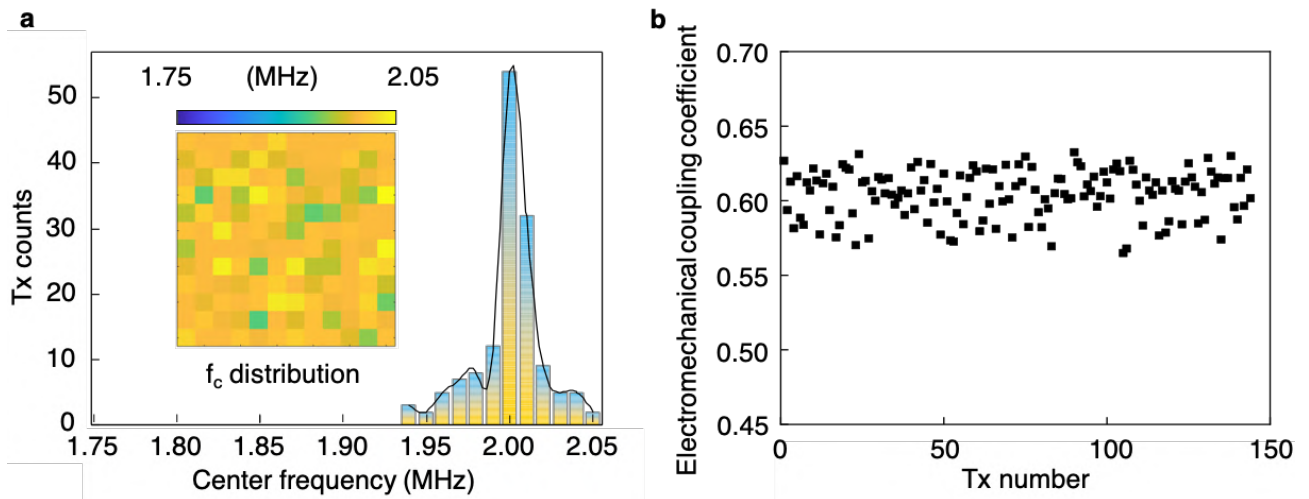 a
1.75 (MHz) 2.05
50
40
30
20
10
0
Tx counts
fc distribution
1.75 1.80 1.85 1.90 1.95 2.00 2.05
Center frequency (MHz)
b
0.70
0.65
0.60
0.55
0.50
0.45
Electromechanical coupling coefficient
0 50 100 150
Tx number